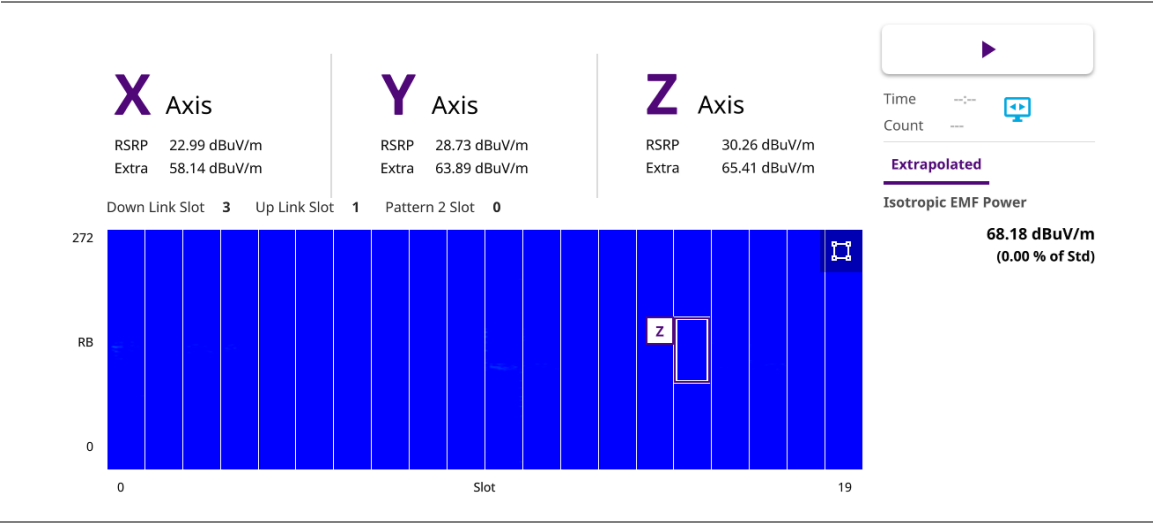 X Axis
RSRP 22.99 dBuV/m
Extra 58.14 dBuV/m
Y Axis
RSRP 28.73 dBuV/m
Extra 63.89 dBuV/m
Z Axis
RSRP 30.26 dBuV/m
Extra 65.41 dBuV/m
Time --:--
Count ---
Extrapolated
Isotropic EMF Power
68.18 dBuV/m
(0.00 % of Std)
Down Link Slot 3 Up Link Slot 1 Pattern 2 Slot 0
272
RB
Z
0
0 Slot 19